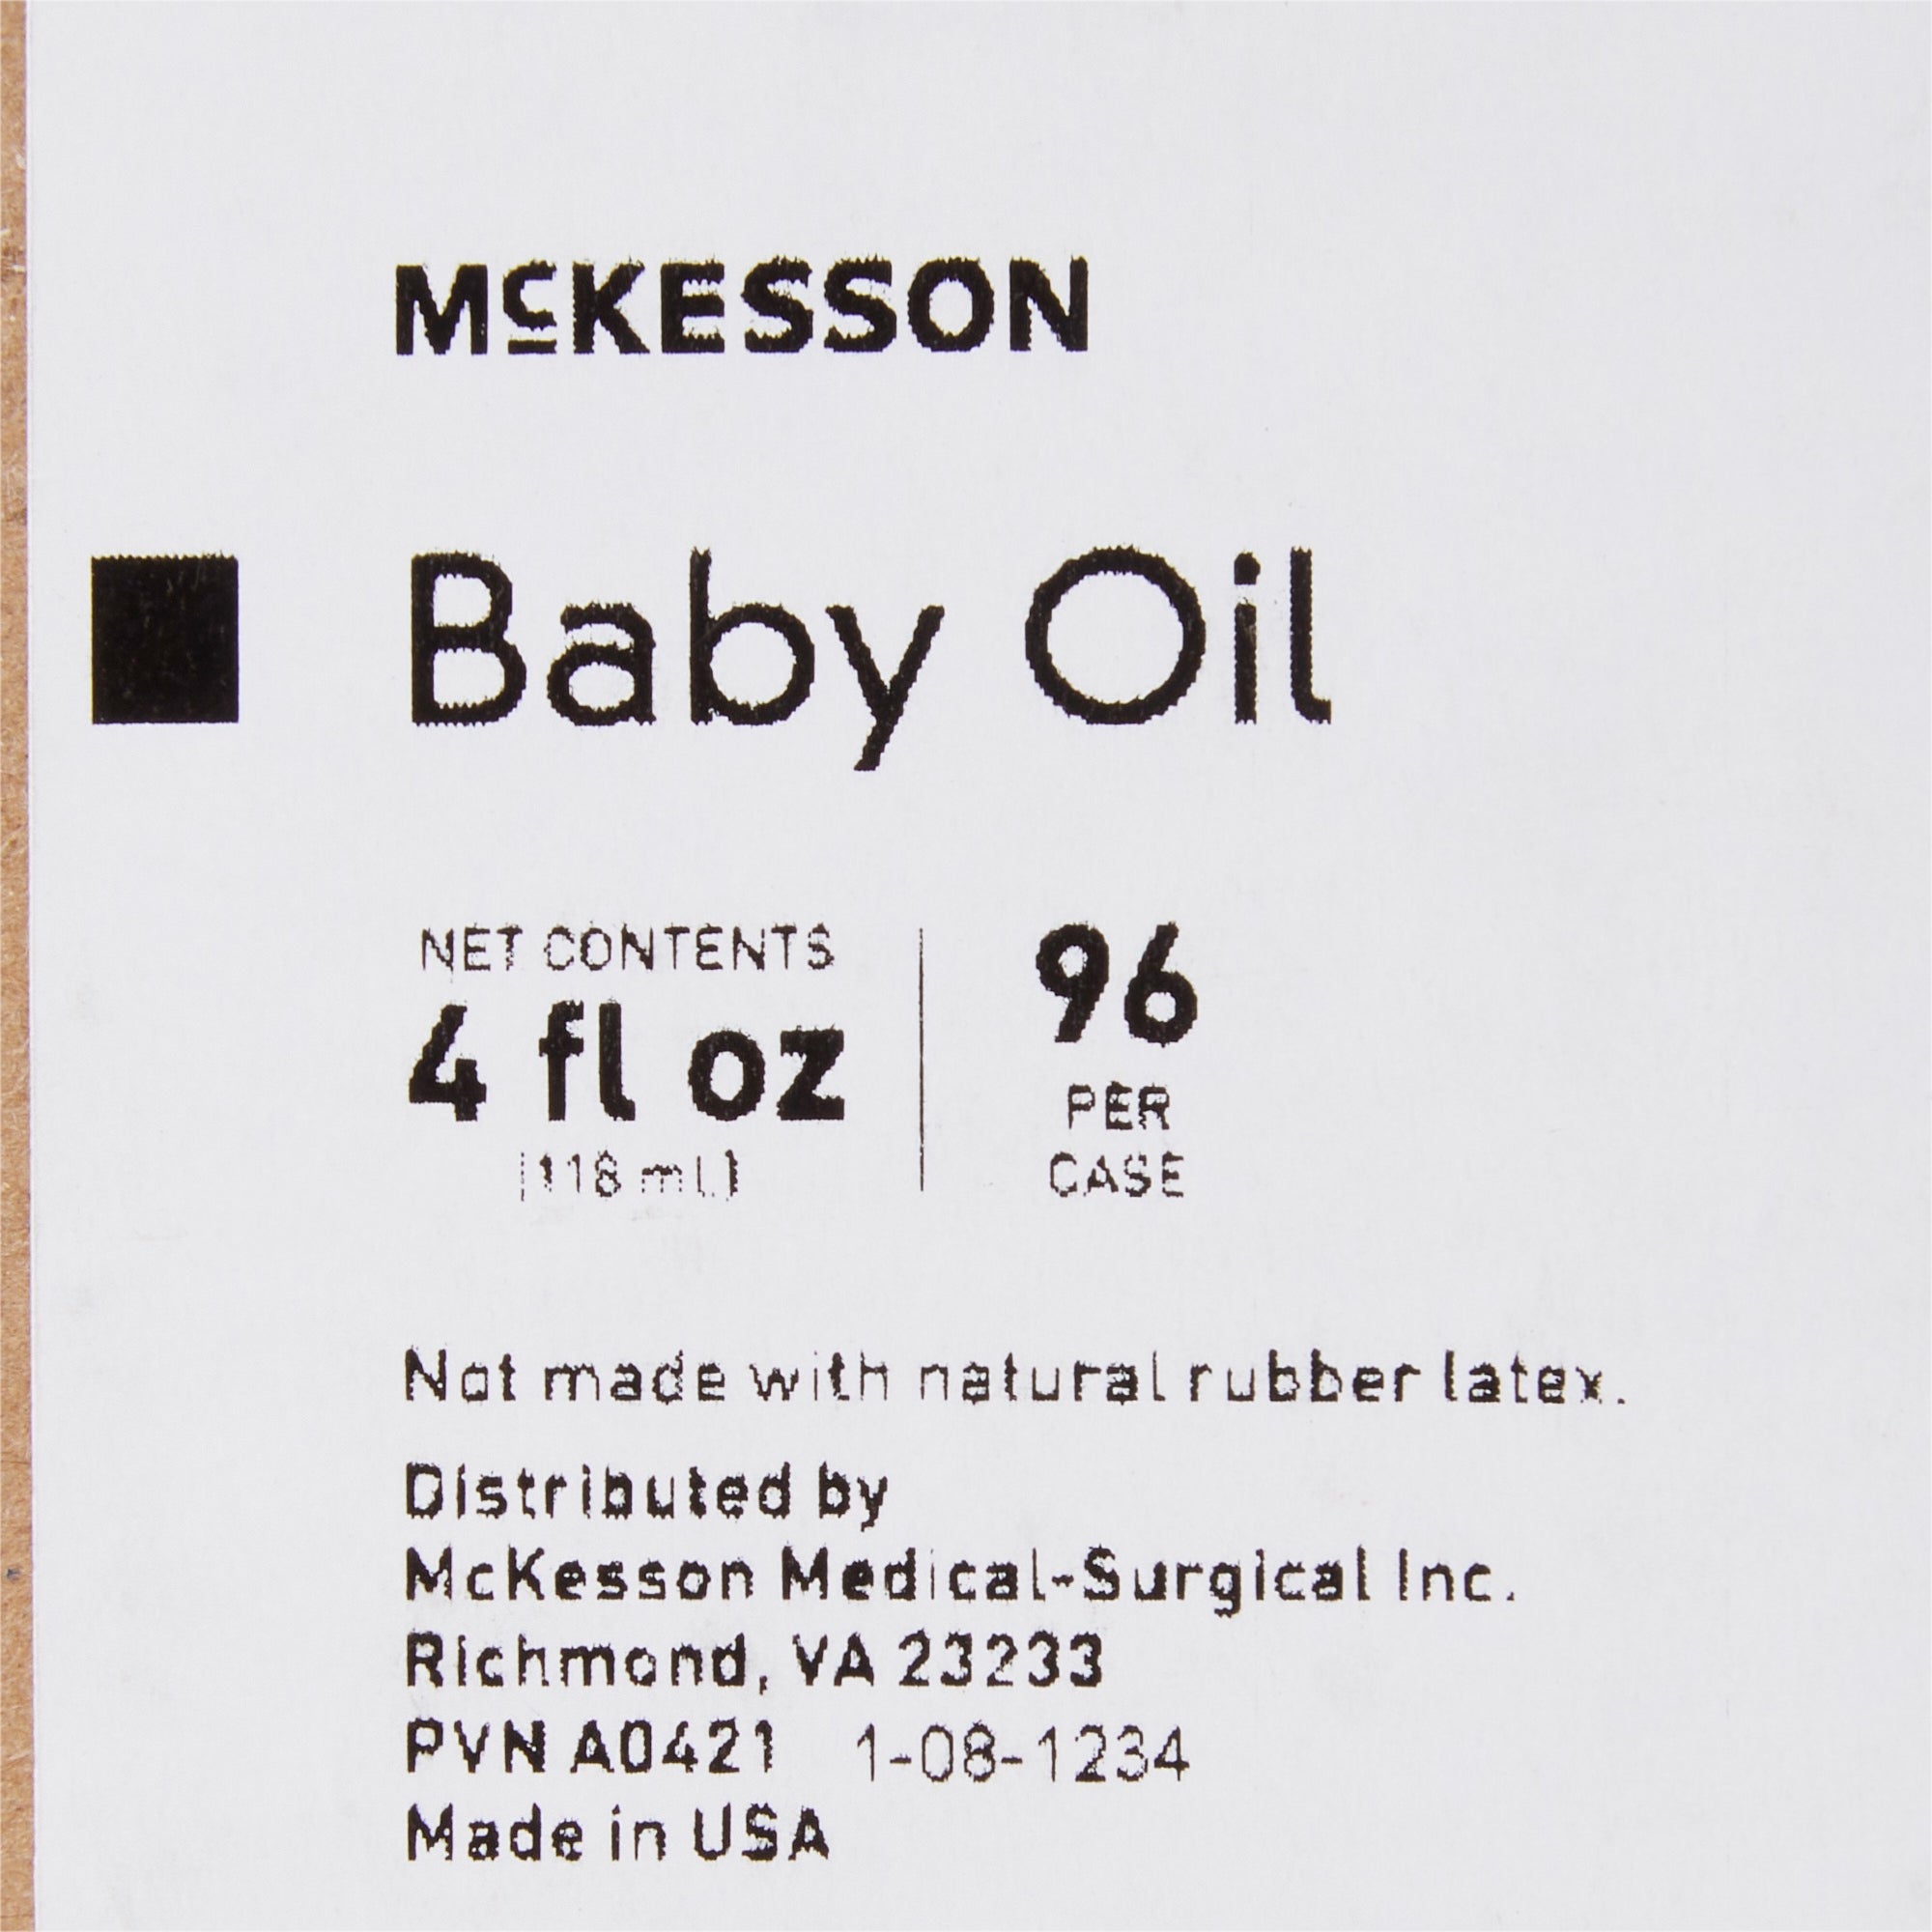 McKESSON
Baby Oil
NET CONTENTS
4 fl oz
(118 mL)
96
PER
CASE
Not made with natural rubber latex.
Distributed by
McKesson Medical-Surgical Inc.
Richmond, VA 23233
PVN A0421 1-08-1234
Made in USA